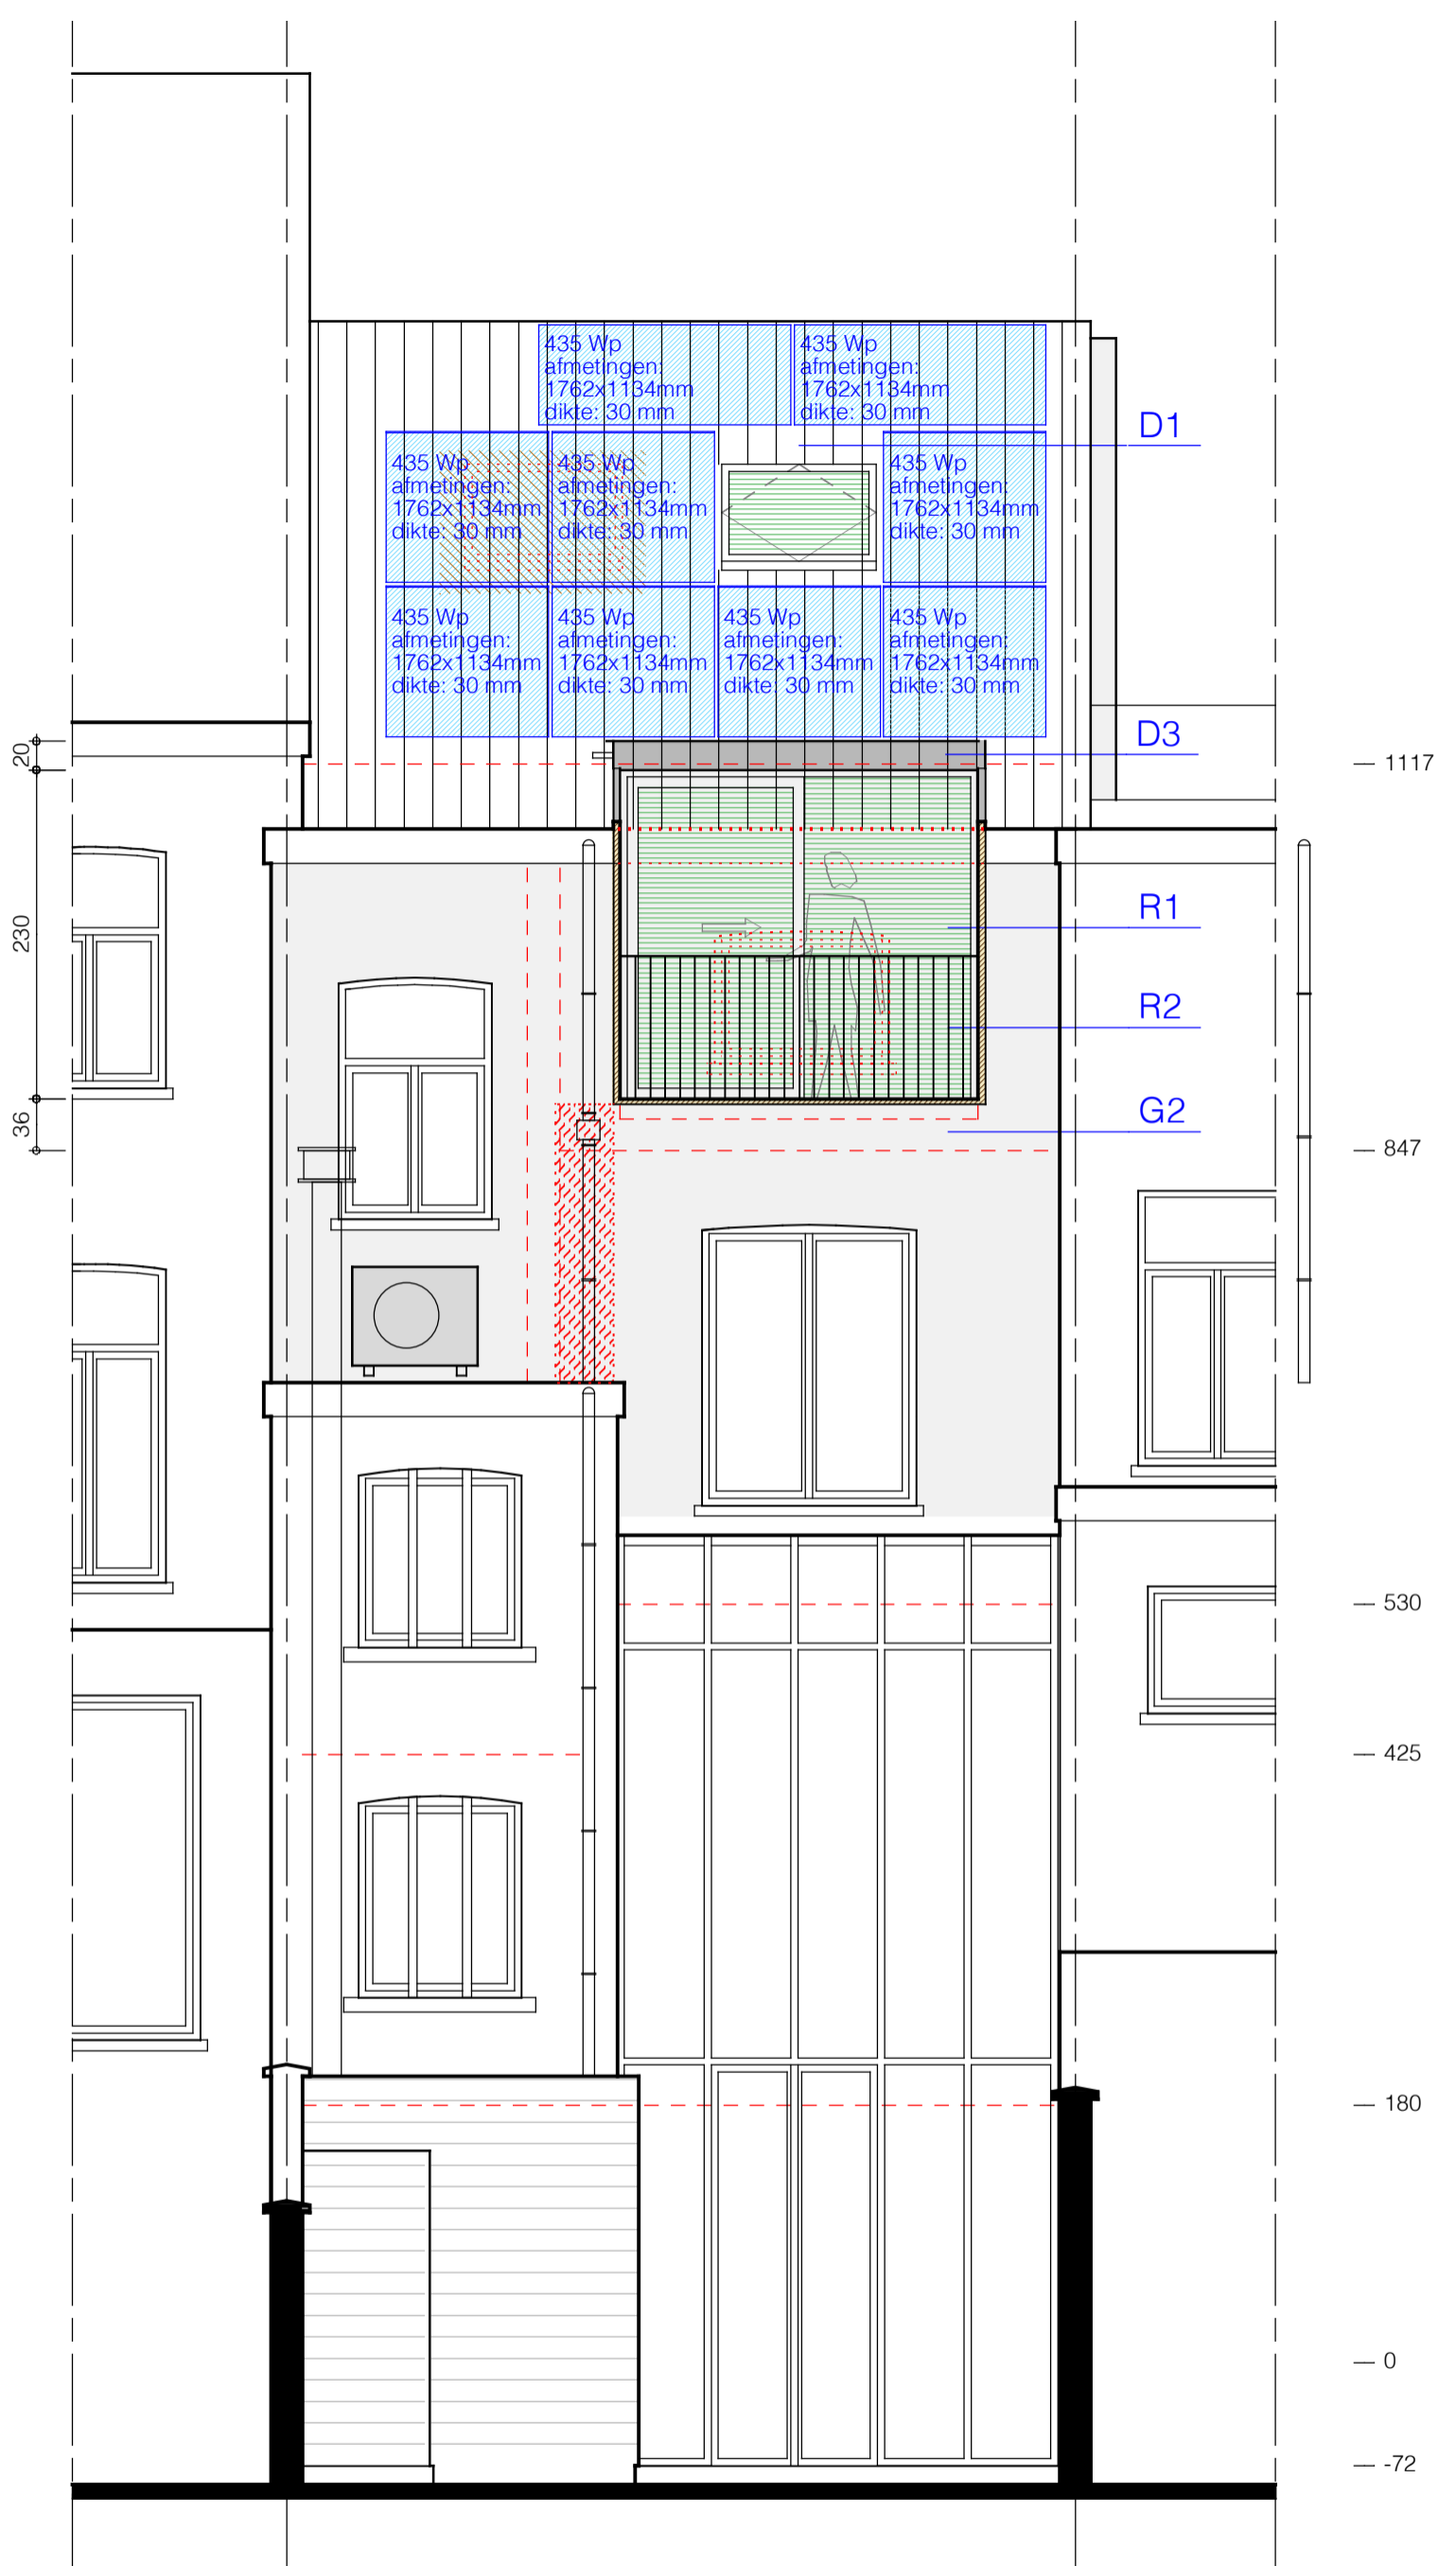 435 Wp
afmetingen:
1762x1134mm
dikte: 30 mm
435 Wp
afmetingen:
1762x1134mm
dikte: 30 mm
D1
435 Wp
afmetingen:
1762x1134mm
dikte: 30 mm
435 Wp
afmetingen:
1762x1134mm
dikte: 30 mm
435 Wp
afmetingen:
1762x1134mm
dikte: 30 mm
435 Wp
afmetingen:
1762x1134mm
dikte: 30 mm
435 Wp
afmetingen:
1762x1134mm
dikte: 30 mm
435 Wp
afmetingen:
1762x1134mm
dikte: 30 mm
435 Wp
afmetingen:
1762x1134mm
dikte: 30 mm
D3
20
1117
230
R1
R2
36
G2
847
530
425
180
0
-72